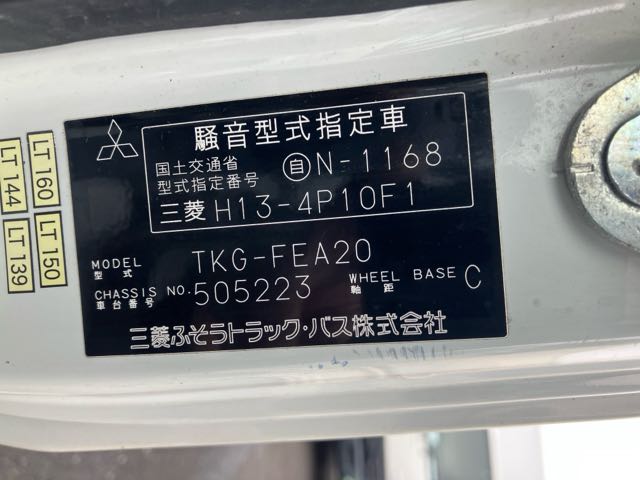 騒音型式指定車
国土交通省
型式指定番号
自N-1168
三菱 H13-4P10F1
MODEL
型式
TKG-FEA20
CHASSIS NO.
車台番号
505223
WHEEL BASE
軸距
C
三菱ふそうトラック・バス株式会社
LT 160
LT 144
LT 150
LT 139